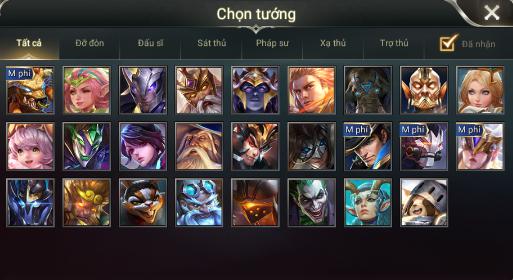 Chọn tướng
Tất cả Đỡ đòn Đấu sĩ Sát thủ Pháp sư Xạ thủ Trợ thủ Đã nhận
M phí
M phí M phí M phí